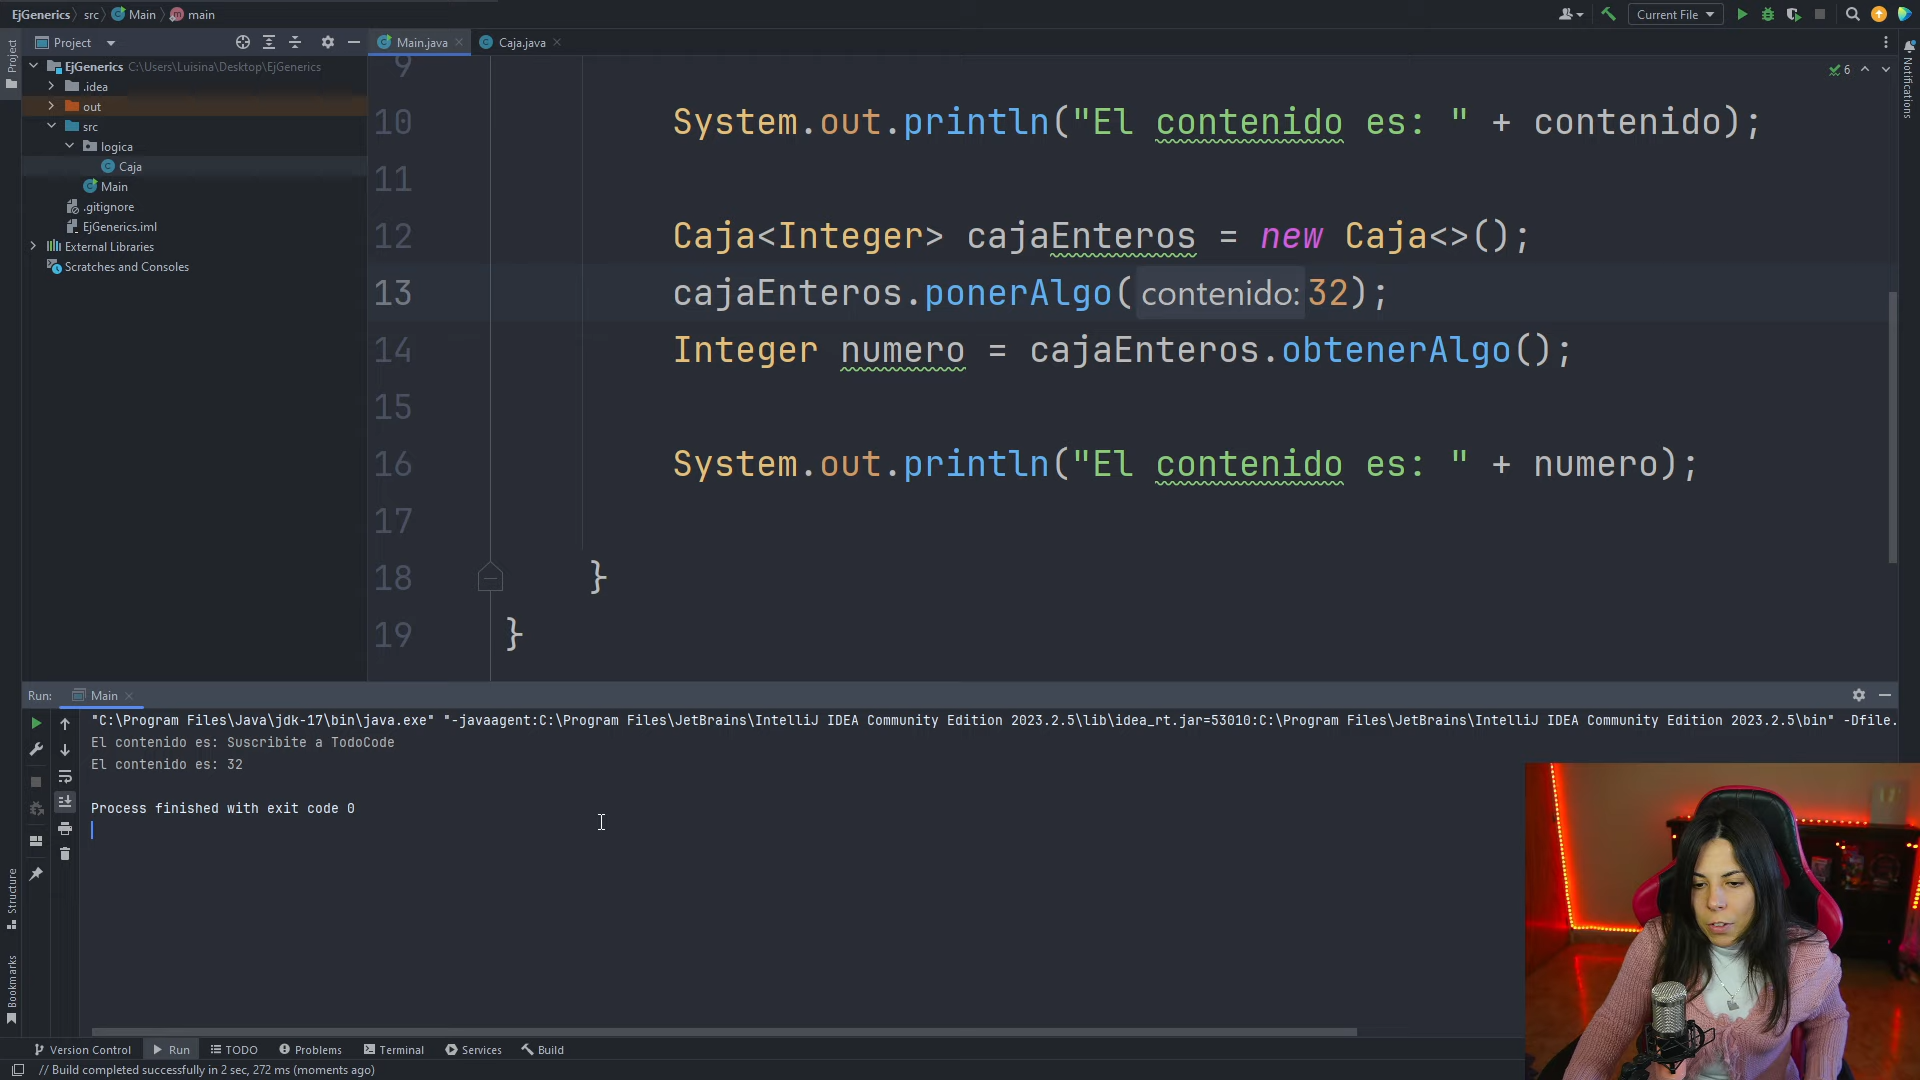 EjGenerics src Main main
Current File
Project
EjGenerics C:\Users\Luisina\Desktop\EjGenerics
.idea
out
src
logica
Caja
Main
.gitignore
EjGenerics.iml
External Libraries
Scratches and Consoles
Project
Structure
Bookmarks
Notifications
Main.java Caja.java
6
9
10 System.out.println("El contenido es: " + contenido);
11
12 Caja<Integer> cajaEnteros = new Caja<>();
13 cajaEnteros.ponerAlgo( contenido: 32);
14 Integer numero = cajaEnteros.obtenerAlgo();
15
16 System.out.println("El contenido es: " + numero);
17
18 }
19 }
Run: Main
"C:\Program Files\Java\jdk-17\bin\java.exe" "-javaagent:C:\Program Files\JetBrains\IntelliJ IDEA Community Edition 2023.2.5\lib\idea_rt.jar=53010:C:\Program Files\JetBrains\IntelliJ IDEA Community Edition 2023.2.5\bin" -Dfile.
El contenido es: Suscribite a TodoCode
El contenido es: 32
Process finished with exit code 0
Version Control Run TODO Problems Terminal Services Build
// Build completed successfully in 2 sec, 272 ms (moments ago)